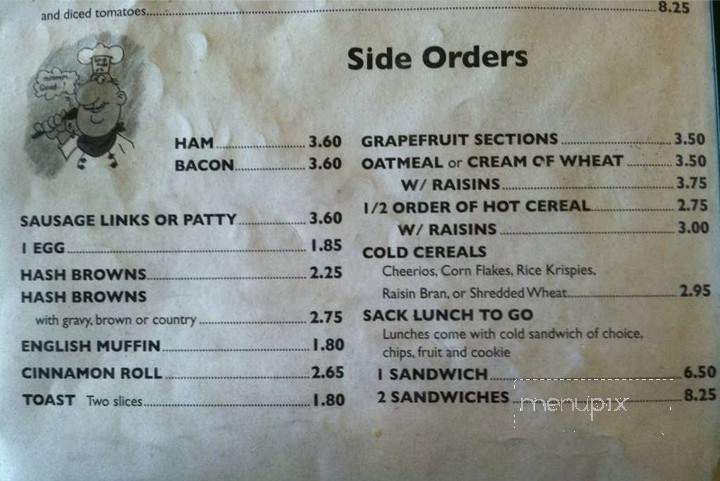 and diced tomatoes 8.25
Side Orders
HAM 3.60
BACON 3.60
SAUSAGE LINKS OR PATTY 3.60
1 EGG 1.85
HASH BROWNS 2.25
HASH BROWNS
with gravy, brown or country 2.75
ENGLISH MUFFIN 1.80
CINNAMON ROLL 2.65
TOAST Two slices 1.80
GRAPEFRUIT SECTIONS 3.50
OATMEAL or CREAM OF WHEAT 3.50
W/ RAISINS 3.75
1/2 ORDER OF HOT CEREAL 2.75
W/ RAISINS 3.00
COLD CEREALS
Cheerios, Corn Flakes, Rice Krispies,
Raisin Bran, or Shredded Wheat 2.95
SACK LUNCH TO GO
Lunches come with cold sandwich of choice,
chips, fruit and cookie
1 SANDWICH 6.50
2 SANDWICHES 8.25
menupix